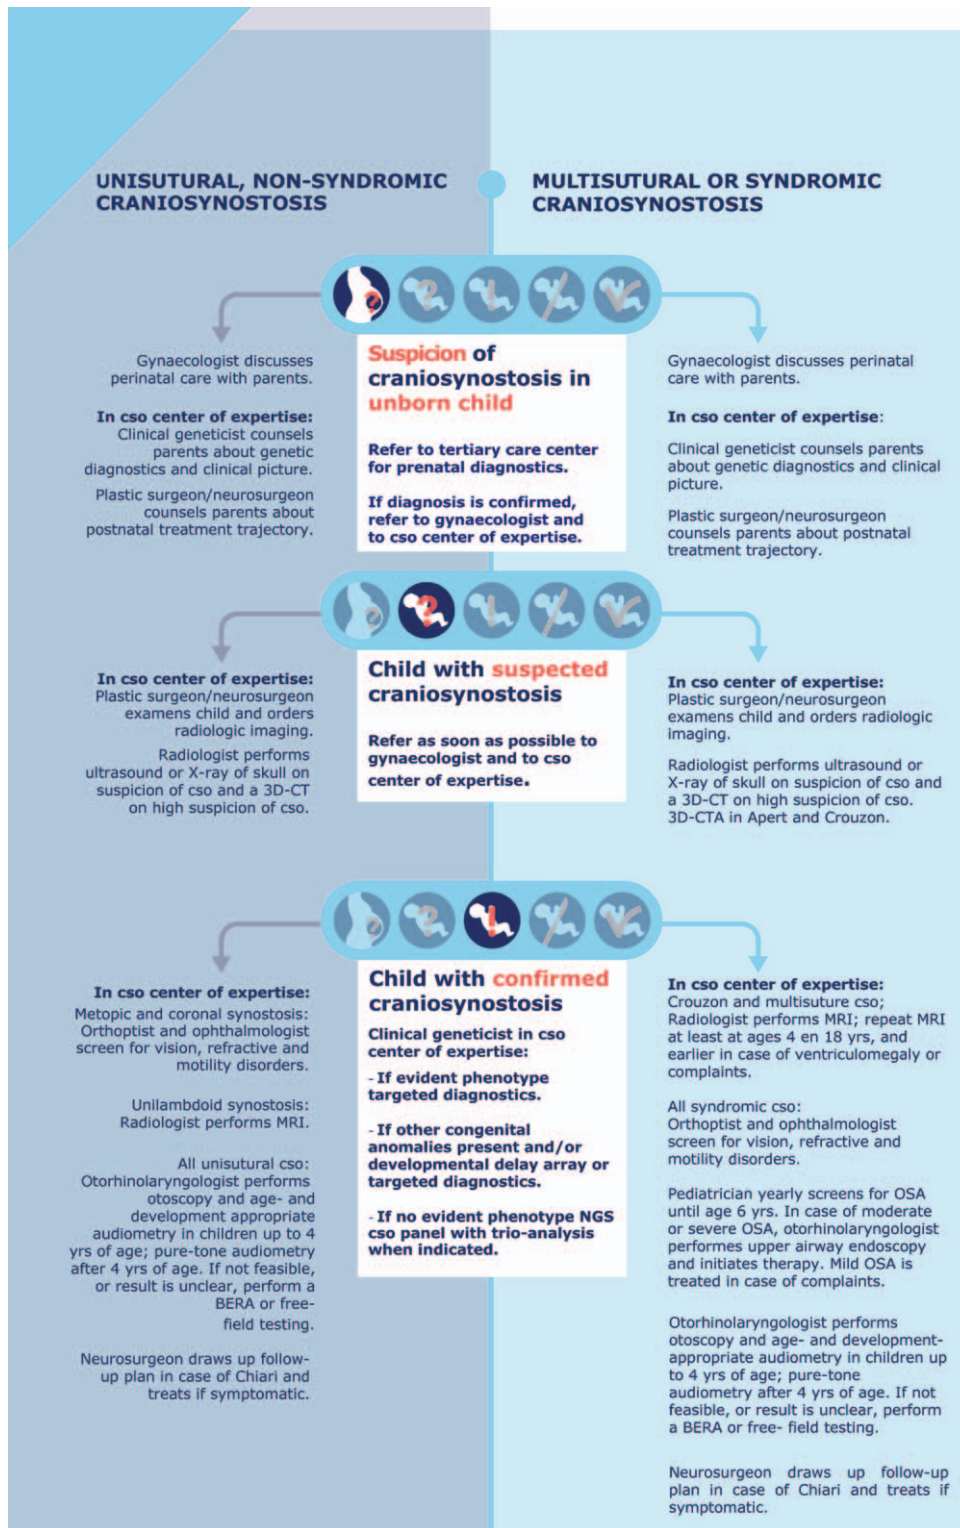 UNISUTURAL, NON-SYNDROMIC
CRANIOSYNOSTOSIS
MULTISUTURAL OR SYNDROMIC
CRANIOSYNOSTOSIS
Gynaecologist discusses
perinatal care with parents.
In cso center of expertise:
Clinical geneticist counsels
parents about genetic
diagnostics and clinical picture.
Plastic surgeon/neurosurgeon
counsels parents about
postnatal treatment trajectory.
Suspicion of
craniosynostosis in
unborn child
Refer to tertiary care center
for prenatal diagnostics.
If diagnosis is confirmed,
refer to gynaecologist and
to cso center of expertise.
Gynaecologist discusses perinatal
care with parents.
In cso center of expertise:
Clinical geneticist counsels parents
about genetic diagnostics and clinical
picture.
Plastic surgeon/neurosurgeon
counsels parents about postnatal
treatment trajectory.
In cso center of expertise:
Plastic surgeon/neurosurgeon
examens child and orders
radiologic imaging.
Radiologist performs
ultrasound or X-ray of skull on
suspicion of cso and a 3D-CT
on high suspicion of cso.
Child with suspected
craniosynostosis
Refer as soon as possible to
gynaecologist and to cso
center of expertise.
In cso center of expertise:
Plastic surgeon/neurosurgeon
examens child and orders radiologic
imaging.
Radiologist performs ultrasound or
X-ray of skull on suspicion of cso and
a 3D-CT on high suspicion of cso.
3D-CTA in Apert and Crouzon.
In cso center of expertise:
Metopic and coronal synostosis:
Orthoptist and ophthalmologist
screen for vision, refractive and
motility disorders.
Unilambdoid synostosis:
Radiologist performs MRI.
All unisutural cso:
Otorhinolaryngologist performs
otoscopy and age- and
development appropriate
audiometry in children up to 4
yrs of age; pure-tone audiometry
after 4 yrs of age. If not feasible,
or result is unclear, perform a
BERA or free-
field testing.
Neurosurgeon draws up follow-
up plan in case of Chiari and
treats if symptomatic.
Child with confirmed
craniosynostosis
Clinical geneticist in cso
center of expertise:
- If evident phenotype
targeted diagnostics.
- If other congenital
anomalies present and/or
developmental delay array or
targeted diagnostics.
- If no evident phenotype NGS
cso panel with trio-analysis
when indicated.
In cso center of expertise:
Crouzon and multisuture cso;
Radiologist performs MRI; repeat MRI
at least at ages 4 en 18 yrs, and
earlier in case of ventriculomegaly or
complaints.
All syndromic cso:
Orthoptist and ophthalmologist
screen for vision, refractive and
motility disorders.
Pediatrician yearly screens for OSA
until age 6 yrs. In case of moderate
or severe OSA, otorhinolaryngologist
performes upper airway endoscopy
and initiates therapy. Mild OSA is
treated in case of complaints.
Otorhinolaryngologist performs
otoscopy and age- and development-
appropriate audiometry in children up
to 4 yrs of age; pure-tone
audiometry after 4 yrs of age. If not
feasible, or result is unclear, perform
a BERA or free- field testing.
Neurosurgeon draws up follow-up
plan in case of Chiari and treats if
symptomatic.